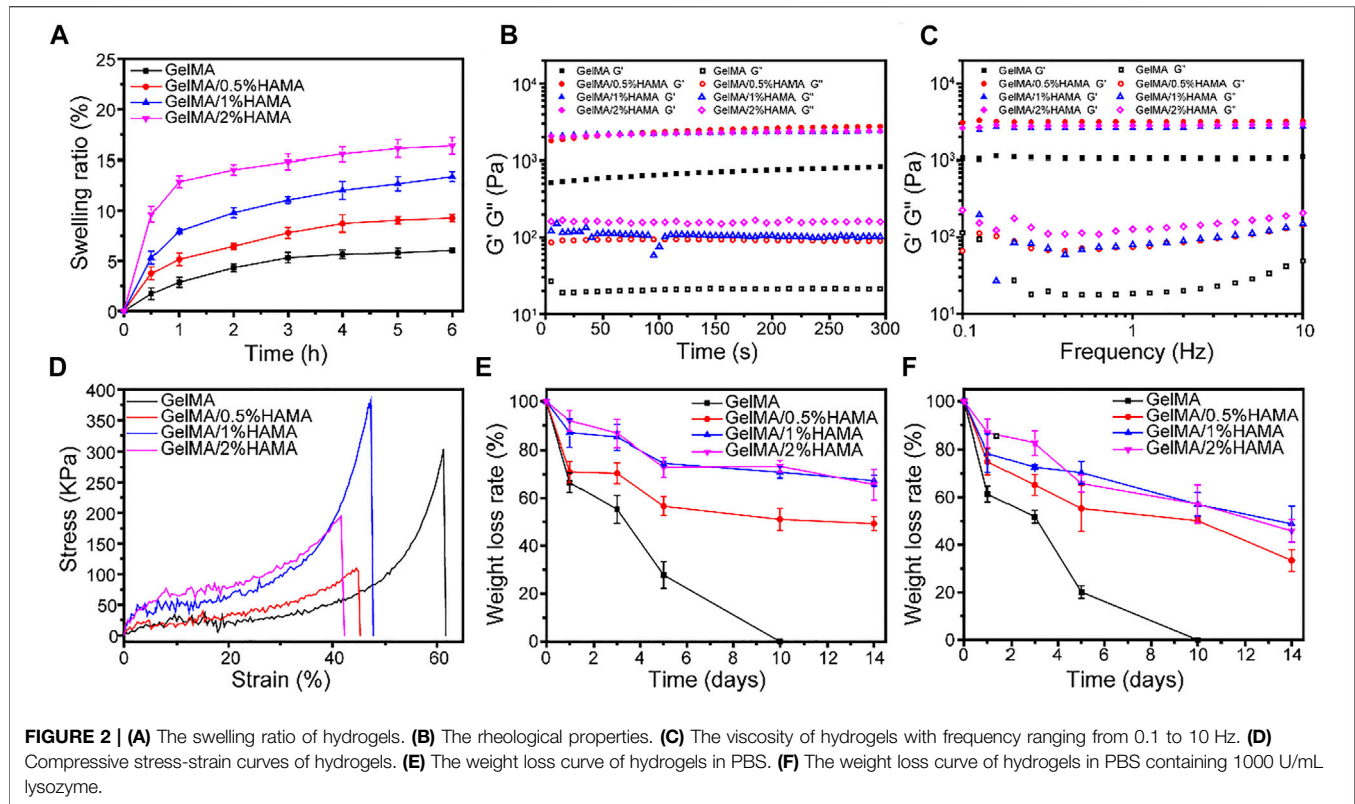 A
GelMA
GelMA/0.5%HAMA
GelMA/1%HAMA
GelMA/2%HAMA
Swelling ratio (%)
25
20
15
10
5
0
0 1 2 3 4 5 6
Time (h)
B
GelMA G' GelMA G"
GelMA/0.5%HAMA G' GelMA/0.5%HAMA G"
GelMA/1%HAMA G' GelMA/1%HAMA G"
GelMA/2%HAMA G' GelMA/2%HAMA G"
G' G" (Pa)
10⁴
10³
10²
10¹
0 50 100 150 200 250 300
Time (s)
C
GelMA G' GelMA G"
GelMA/0.5%HAMA G' GelMA/0.5%HAMA G"
GelMA/1%HAMA G' GelMA/1%HAMA G"
GelMA/2%HAMA G' GelMA/2%HAMA G"
G' G" (Pa)
10⁴
10³
10²
10¹
0.1 1 10
Frequency (Hz)
D
GelMA
GelMA/0.5%HAMA
GelMA/1%HAMA
GelMA/2%HAMA
Stress (KPa)
400
350
300
250
200
150
100
50
0
0 20 40 60
Strain (%)
E
GelMA
GelMA/0.5%HAMA
GelMA/1%HAMA
GelMA/2%HAMA
Weight loss rate (%)
100
80
60
40
20
0
0 2 4 6 8 10 12 14
Time (days)
F
GelMA
GelMA/0.5%HAMA
GelMA/1%HAMA
GelMA/2%HAMA
Weight loss rate (%)
100
80
60
40
20
0
0 2 4 6 8 10 12 14
Time (days)
FIGURE 2 | (A) The swelling ratio of hydrogels. (B) The rheological properties. (C) The viscosity of hydrogels with frequency ranging from 0.1 to 10 Hz. (D)
Compressive stress-strain curves of hydrogels. (E) The weight loss curve of hydrogels in PBS. (F) The weight loss curve of hydrogels in PBS containing 1000 U/mL
lysozyme.